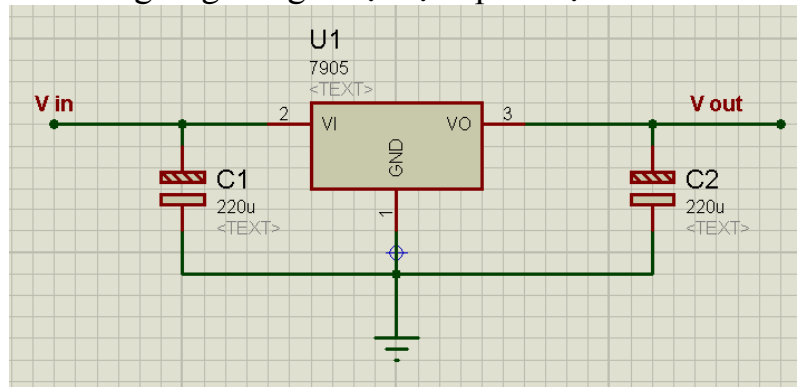 U1
7905
<TEXT>
V in
2
VI
VO
3
V out
GND
1
C1
220u
<TEXT>
C2
220u
<TEXT>